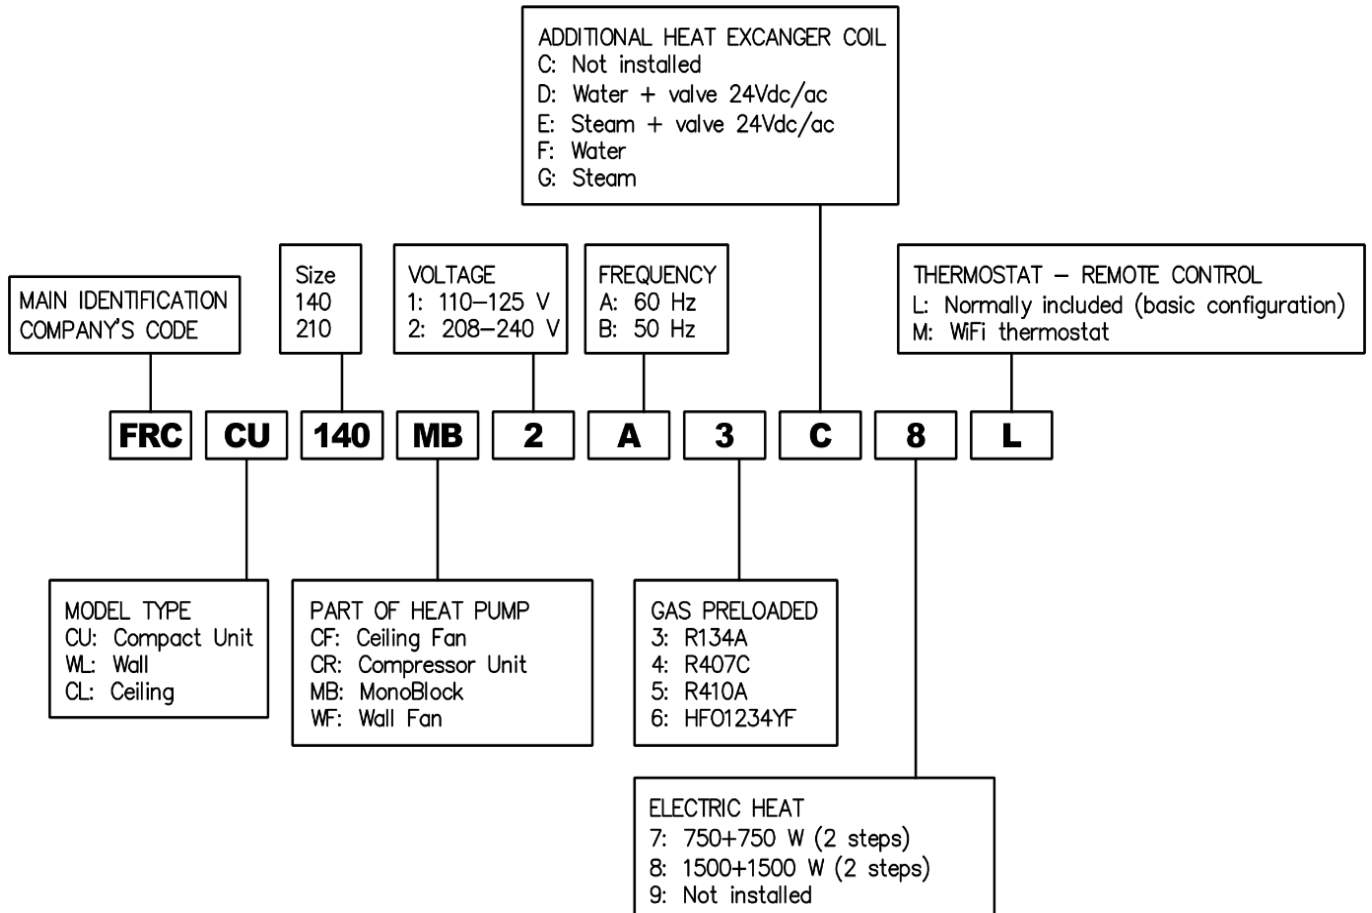 ADDITIONAL HEAT EXCANGER COIL
C: Not installed
D: Water + valve 24Vdc/ac
E: Steam + valve 24Vdc/ac
F: Water
G: Steam
MAIN IDENTIFICATION
COMPANY'S CODE
Size
140
210
VOLTAGE
1: 110–125 V
2: 208–240 V
FREQUENCY
A: 60 Hz
B: 50 Hz
THERMOSTAT – REMOTE CONTROL
L: Normally included (basic configuration)
M: WiFi thermostat
FRC CU 140 MB 2 A 3 C 8 L
MODEL TYPE
CU: Compact Unit
WL: Wall
CL: Ceiling
PART OF HEAT PUMP
CF: Ceiling Fan
CR: Compressor Unit
MB: MonoBlock
WF: Wall Fan
GAS PRELOADED
3: R134A
4: R407C
5: R410A
6: HFO1234YF
ELECTRIC HEAT
7: 750+750 W (2 steps)
8: 1500+1500 W (2 steps)
9: Not installed